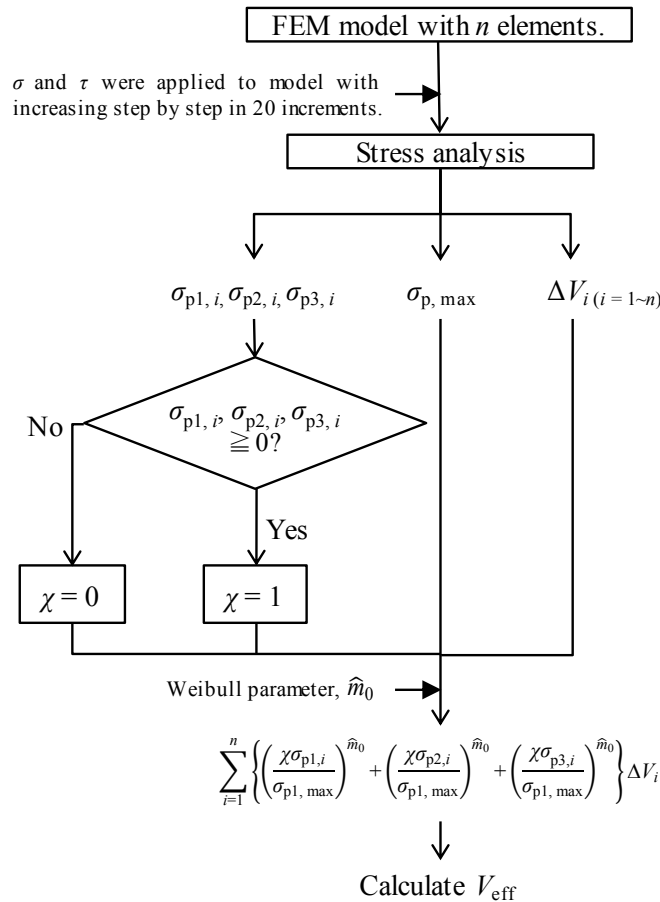 FEM model with n elements.
σ and τ were applied to model with
increasing step by step in 20 increments.
Stress analysis
σp1, i, σp2, i, σp3, i
σp, max
ΔVi (i = 1~n)
σp1, i, σp2, i, σp3, i
≧ 0?
No
Yes
χ = 0
χ = 1
Weibull parameter, m̂0
∑_{i=1}^{n} {(χσp1,i / σp1, max)^m̂0 + (χσp2,i / σp1, max)^m̂0 + (χσp3,i / σp1, max)^m̂0} ΔVi
Calculate Veff